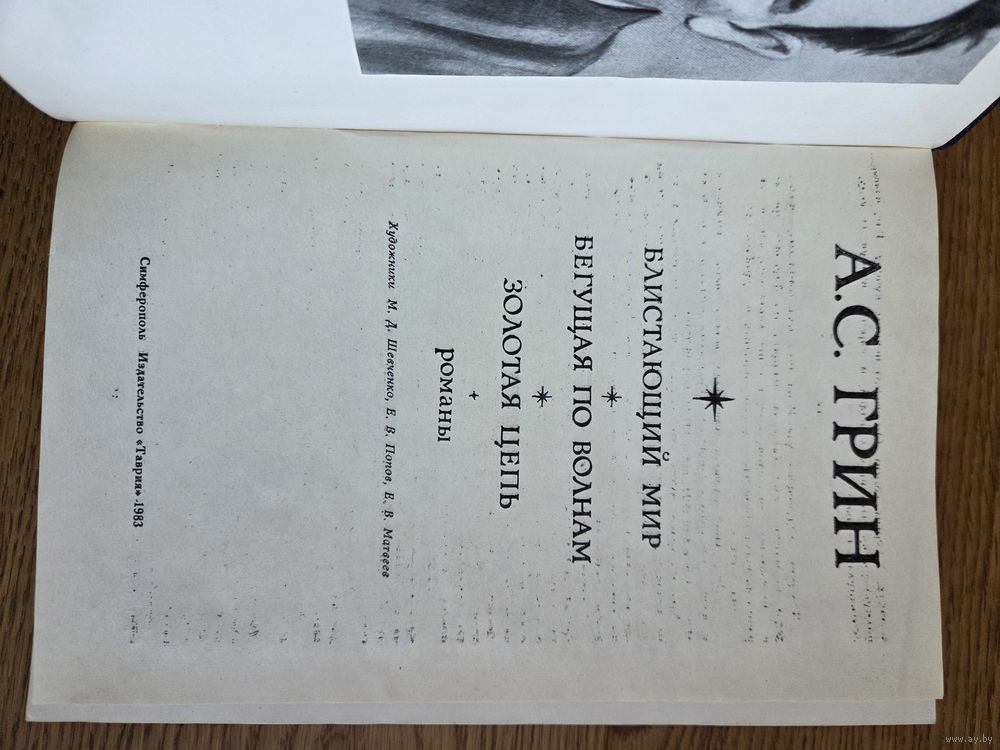 А.С. ГРИН
БЛИСТАЮЩИЙ МИР
БЕГУЩАЯ ПО ВОЛНАМ
ЗОЛОТАЯ ЦЕПЬ
романы
Художники М. Д. Шевченко, Е. В. Попов, Е. В. Матвеев
Симферополь Издательство «Таврия» 1983
www.ay.by